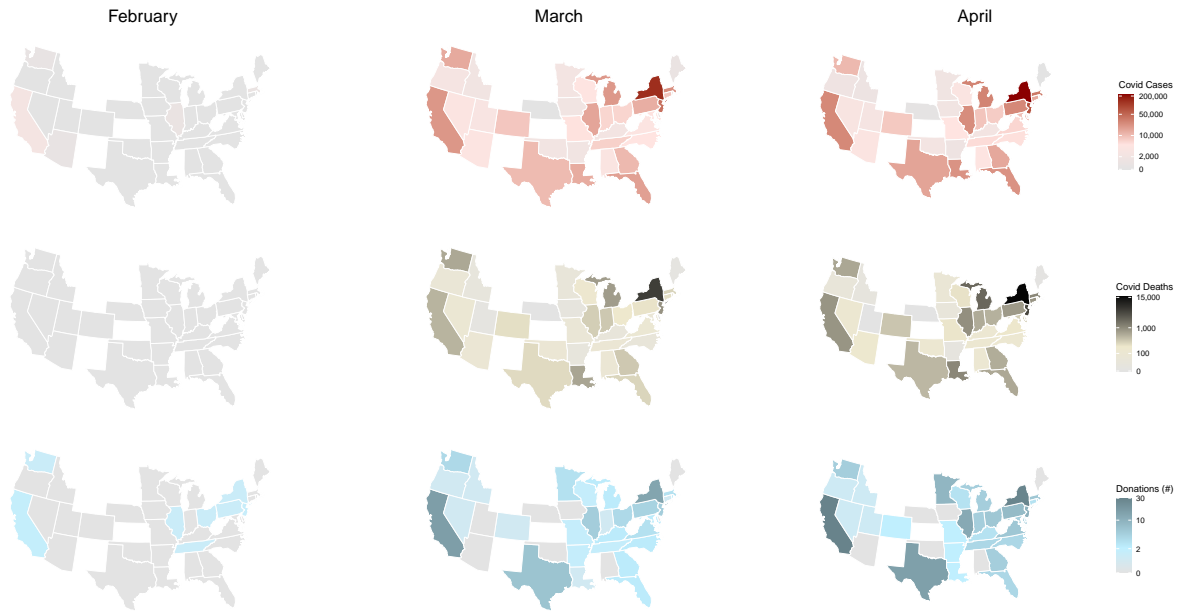 February
March
April
Covid Cases
200,000
50,000
10,000
2,000
0
Covid Deaths
15,000
1,000
100
0
Donations (#)
30
10
2
0